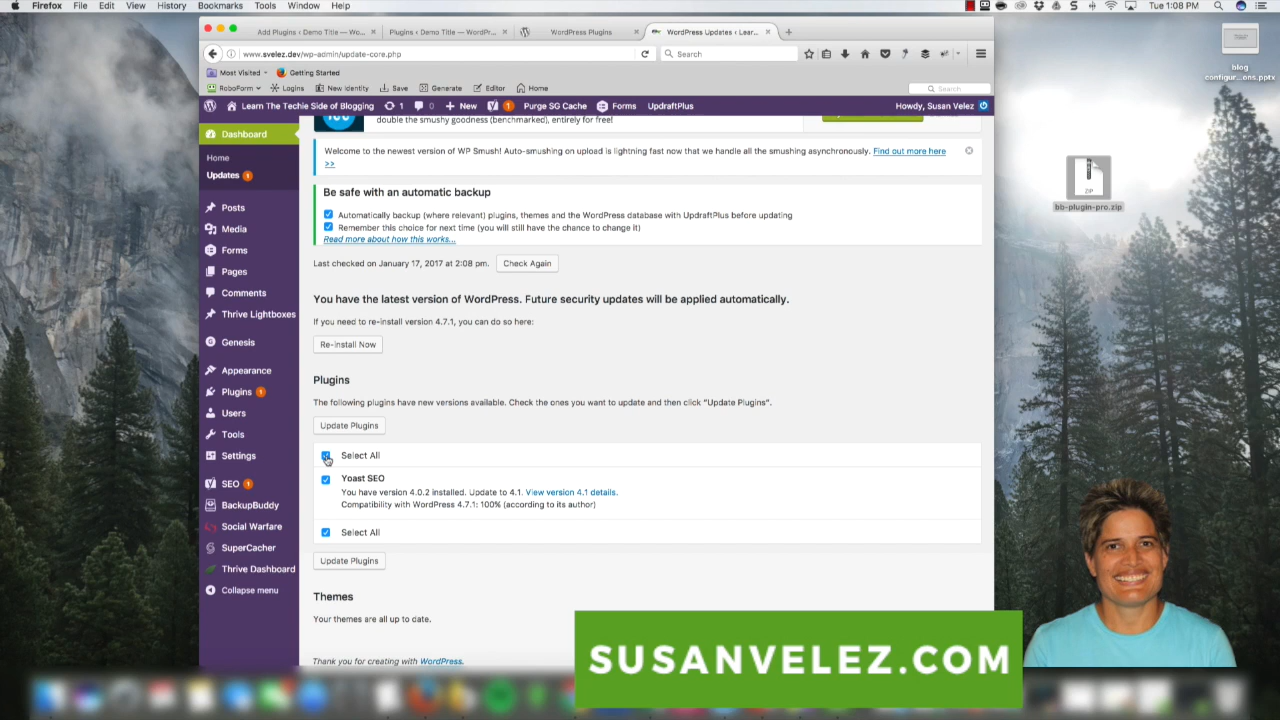 Firefox File Edit View History Bookmarks Tools Window Help
Tue 1:08 PM
Add Plugins ‹ Demo Title — WordP...
Plugins ‹ Demo Title — WordPr...
WordPress Plugins
WordPress Updates ‹ Lear...
www.svelez.dev/wp-admin/update-core.php
Search
Most Visited
Getting Started
RoboForm
Logins
New Identity
Save
Generate
Editor
Home
Search
Learn The Techie Side of Blogging
1
0
New
1
Purge SG Cache
Forms
UpdraftPlus
Howdy, Susan Velez
Dashboard
Home
Updates 1
Posts
Media
Forms
Pages
Comments
Thrive Lightboxes
Genesis
Appearance
Plugins 1
Users
Tools
Settings
SEO 1
BackupBuddy
Social Warfare
SuperCacher
Thrive Dashboard
Collapse menu
double the smushy goodness (benchmarked), entirely for free!
Welcome to the newest version of WP Smush! Auto-smushing on upload is lightning fast now that we handle all the smushing asynchronously. Find out more here
>>
Be safe with an automatic backup
Automatically backup (where relevant) plugins, themes and the WordPress database with UpdraftPlus before updating
Remember this choice for next time (you will still have the chance to change it)
Read more about how this works...
Last checked on January 17, 2017 at 2:08 pm.
Check Again
You have the latest version of WordPress. Future security updates will be applied automatically.
If you need to re-install version 4.7.1, you can do so here:
Re-install Now
Plugins
The following plugins have new versions available. Check the ones you want to update and then click "Update Plugins".
Update Plugins
Select All
Yoast SEO
You have version 4.0.2 installed. Update to 4.1. View version 4.1 details.
Compatibility with WordPress 4.7.1: 100% (according to its author)
Select All
Update Plugins
Themes
Your themes are all up to date.
Thank you for creating with WordPress.
blog
configur...ons.pptx
ZIP
bb-plugin-pro.zip
SUSANVELEZ.COM